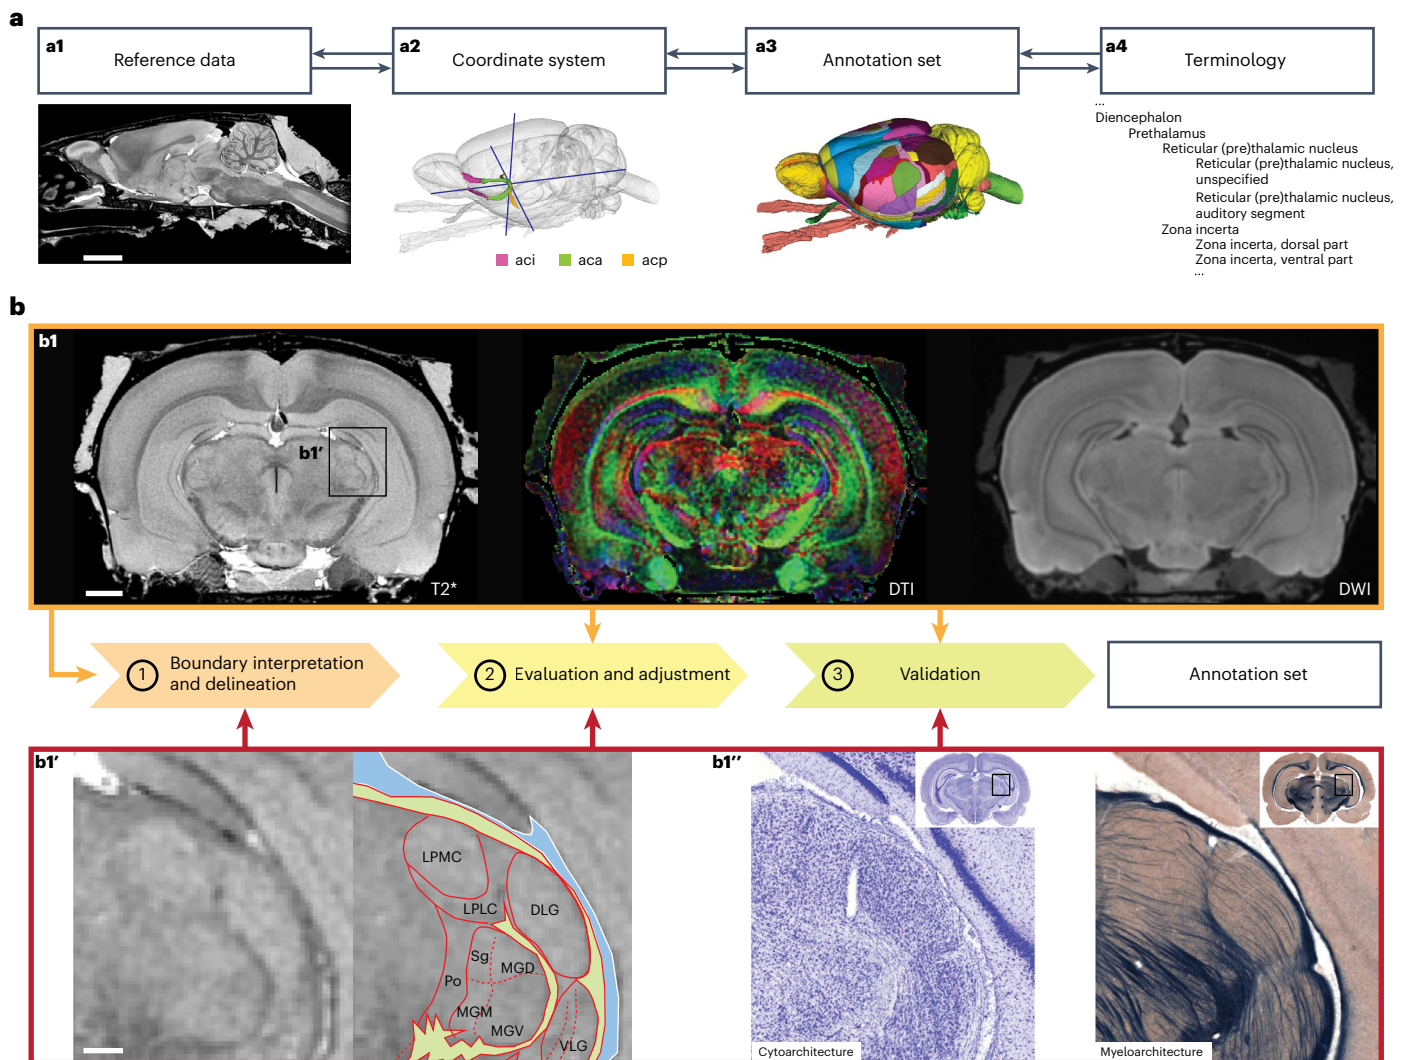 a
a1
Reference data
a2
Coordinate system
a3
Annotation set
a4
Terminology
aci
aca
acp
...
Diencephalon
Prethalamus
Reticular (pre)thalamic nucleus
Reticular (pre)thalamic nucleus,
unspecified
Reticular (pre)thalamic nucleus,
auditory segment
Zona incerta
Zona incerta, dorsal part
Zona incerta, ventral part
...
b
b1
b1′
T2*
DTI
DWI
1
Boundary interpretation
and delineation
2
Evaluation and adjustment
3
Validation
Annotation set
b1′
LPMC
LPLC
DLG
Sg
MGD
Po
MGM
MGV
VLG
b1′′
Cytoarchitecture
Myeloarchitecture